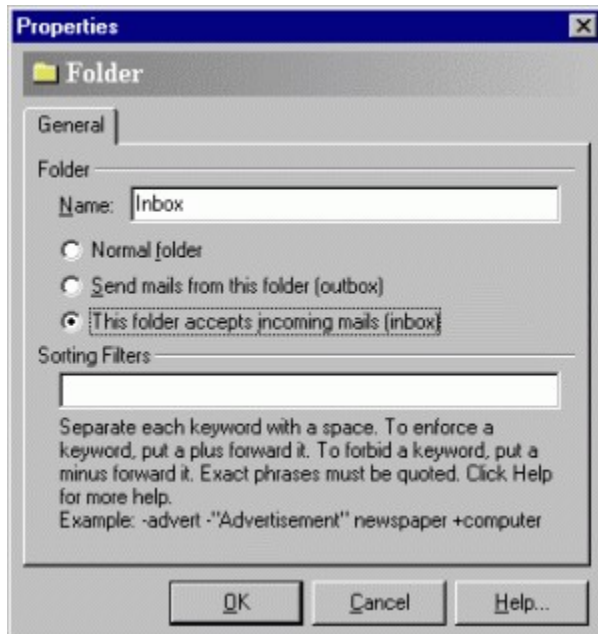 Properties
Folder
General
Folder
Name: Inbox
Normal folder
Send mails from this folder (outbox)
This folder accepts incoming mails (inbox)
Sorting Filters
Separate each keyword with a space. To enforce a
keyword, put a plus forward it. To forbid a keyword, put a
minus forward it. Exact phrases must be quoted. Click Help
for more help.
Example: -advert -"Advertisement" newspaper +computer
OK Cancel Help...